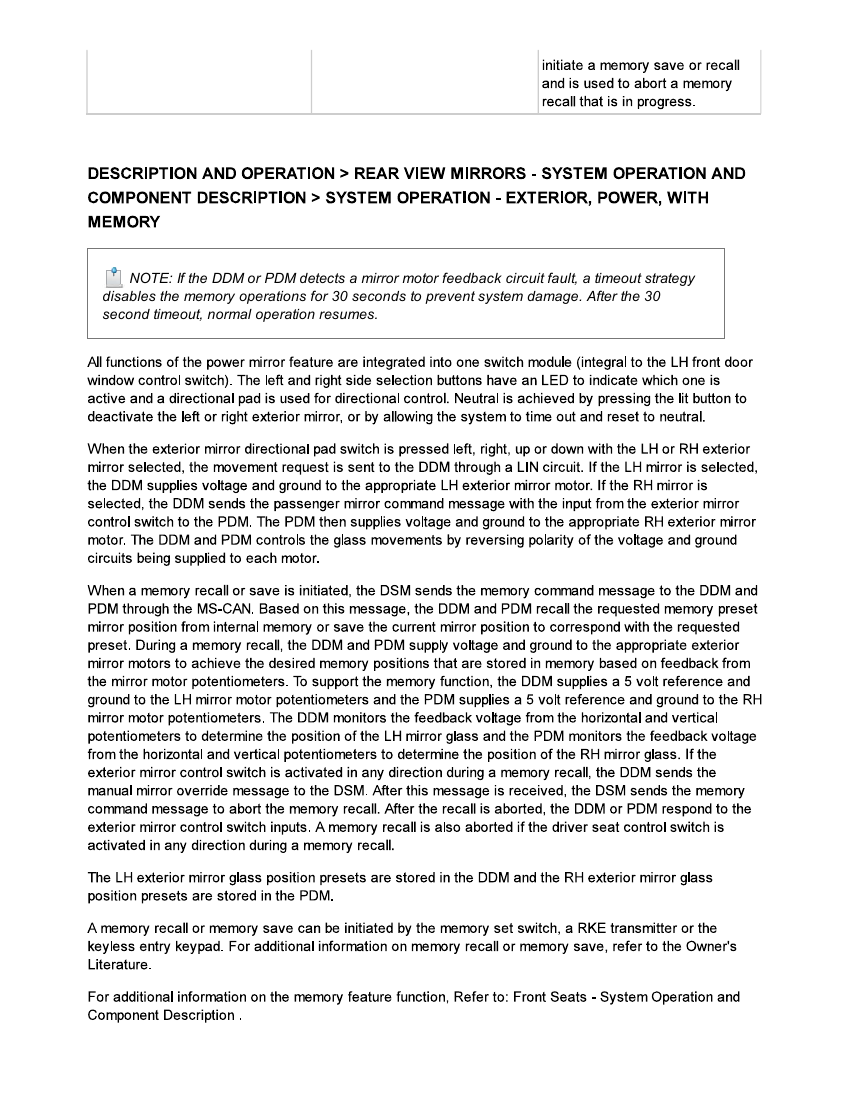 initiate a memory save or recall
and is used to abort a memory
recall that is in progress.
DESCRIPTION AND OPERATION > REAR VIEW MIRRORS - SYSTEM OPERATION AND
COMPONENT DESCRIPTION > SYSTEM OPERATION - EXTERIOR, POWER, WITH
MEMORY
NOTE: If the DDM or PDM detects a mirror motor feedback circuit fault, a timeout strategy
disables the memory operations for 30 seconds to prevent system damage. After the 30
second timeout, normal operation resumes.
All functions of the power mirror feature are integrated into one switch module (integral to the LH front door
window control switch). The left and right side selection buttons have an LED to indicate which one is
active and a directional pad is used for directional control. Neutral is achieved by pressing the lit button to
deactivate the left or right exterior mirror, or by allowing the system to time out and reset to neutral.
When the exterior mirror directional pad switch is pressed left, right, up or down with the LH or RH exterior
mirror selected, the movement request is sent to the DDM through a LIN circuit. If the LH mirror is selected,
the DDM supplies voltage and ground to the appropriate LH exterior mirror motor. If the RH mirror is
selected, the DDM sends the passenger mirror command message with the input from the exterior mirror
control switch to the PDM. The PDM then supplies voltage and ground to the appropriate RH exterior mirror
motor. The DDM and PDM controls the glass movements by reversing polarity of the voltage and ground
circuits being supplied to each motor.
When a memory recall or save is initiated, the DSM sends the memory command message to the DDM and
PDM through the MS-CAN. Based on this message, the DDM and PDM recall the requested memory preset
mirror position from internal memory or save the current mirror position to correspond with the requested
preset. During a memory recall, the DDM and PDM supply voltage and ground to the appropriate exterior
mirror motors to achieve the desired memory positions that are stored in memory based on feedback from
the mirror motor potentiometers. To support the memory function, the DDM supplies a 5 volt reference and
ground to the LH mirror motor potentiometers and the PDM supplies a 5 volt reference and ground to the RH
mirror motor potentiometers. The DDM monitors the feedback voltage from the horizontal and vertical
potentiometers to determine the position of the LH mirror glass and the PDM monitors the feedback voltage
from the horizontal and vertical potentiometers to determine the position of the RH mirror glass. If the
exterior mirror control switch is activated in any direction during a memory recall, the DDM sends the
manual mirror override message to the DSM. After this message is received, the DSM sends the memory
command message to abort the memory recall. After the recall is aborted, the DDM or PDM respond to the
exterior mirror control switch inputs. A memory recall is also aborted if the driver seat control switch is
activated in any direction during a memory recall.
The LH exterior mirror glass position presets are stored in the DDM and the RH exterior mirror glass
position presets are stored in the PDM.
A memory recall or memory save can be initiated by the memory set switch, a RKE transmitter or the
keyless entry keypad. For additional information on memory recall or memory save, refer to the Owner's
Literature.
For additional information on the memory feature function, Refer to: Front Seats - System Operation and
Component Description .